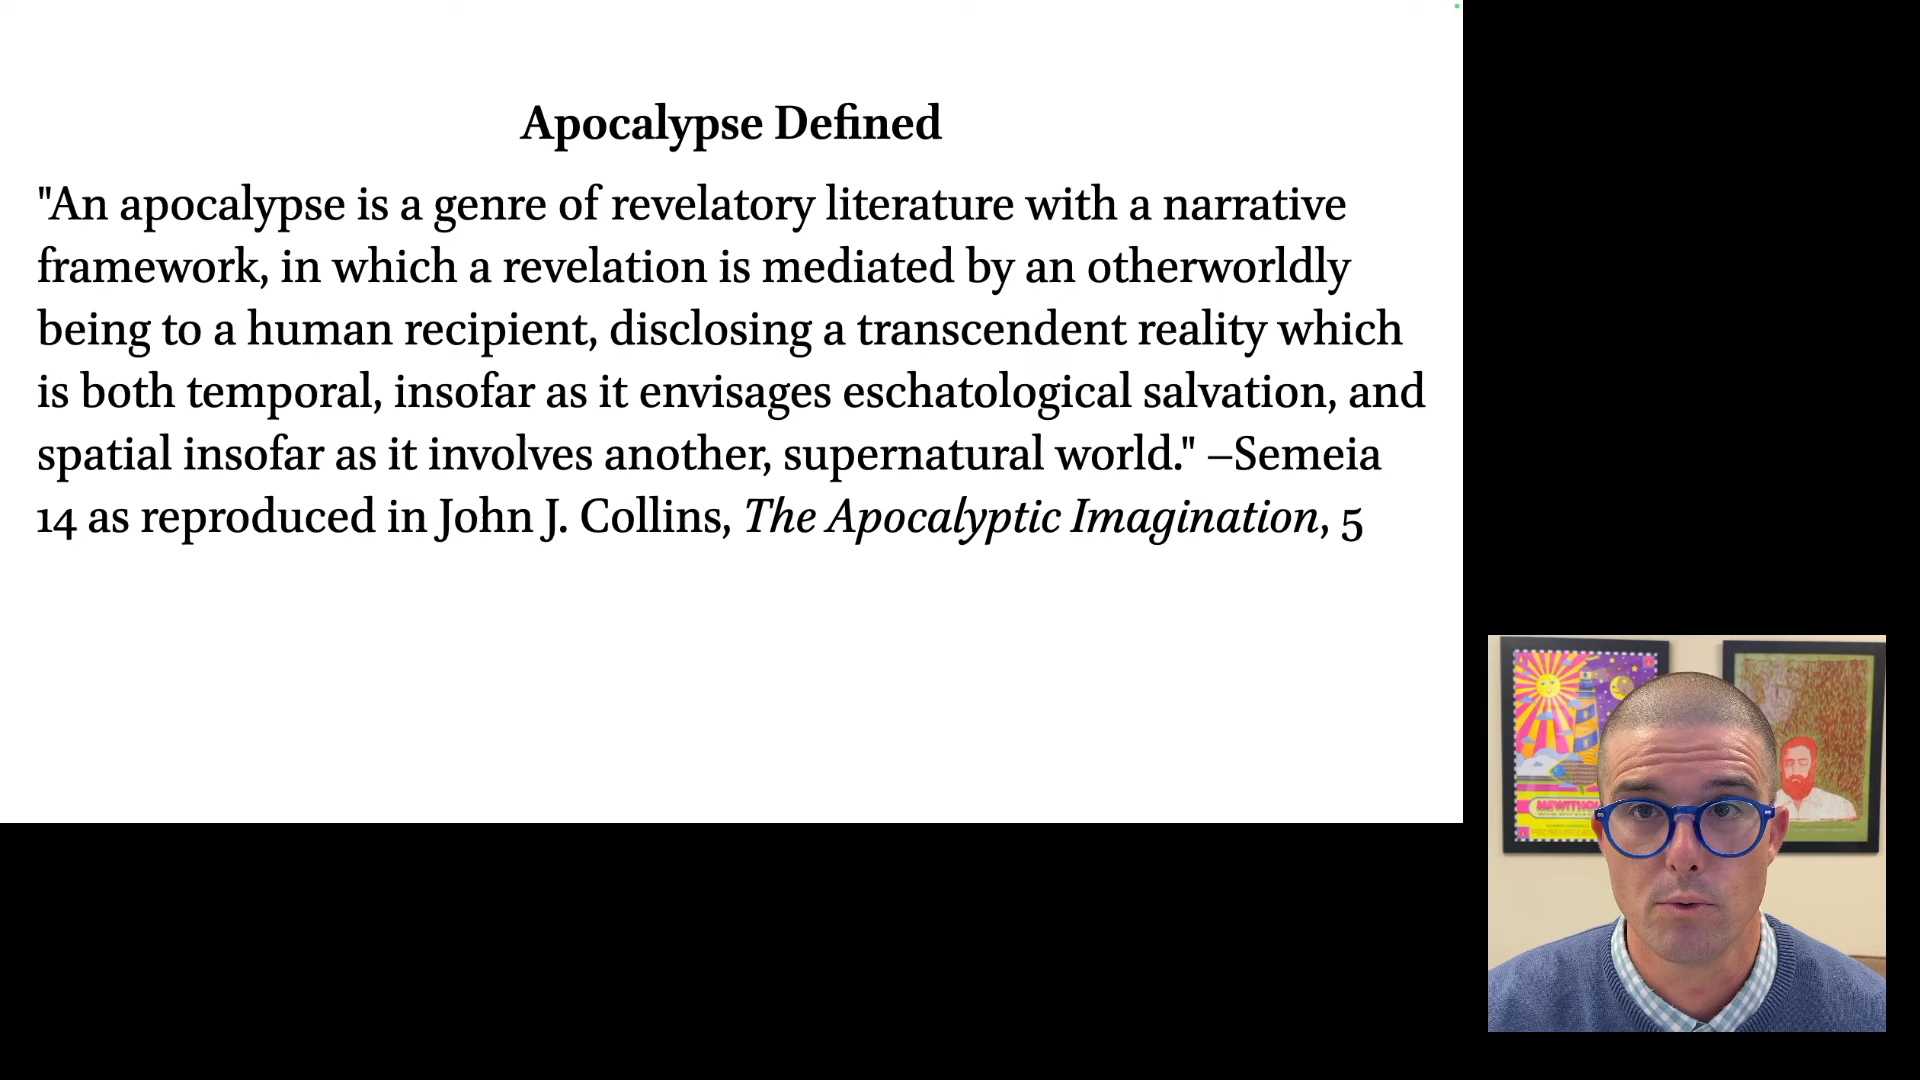 Apocalypse Defined
"An apocalypse is a genre of revelatory literature with a narrative
framework, in which a revelation is mediated by an otherworldly
being to a human recipient, disclosing a transcendent reality which
is both temporal, insofar as it envisages eschatological salvation, and
spatial insofar as it involves another, supernatural world." –Semeia
14 as reproduced in John J. Collins, The Apocalyptic Imagination, 5